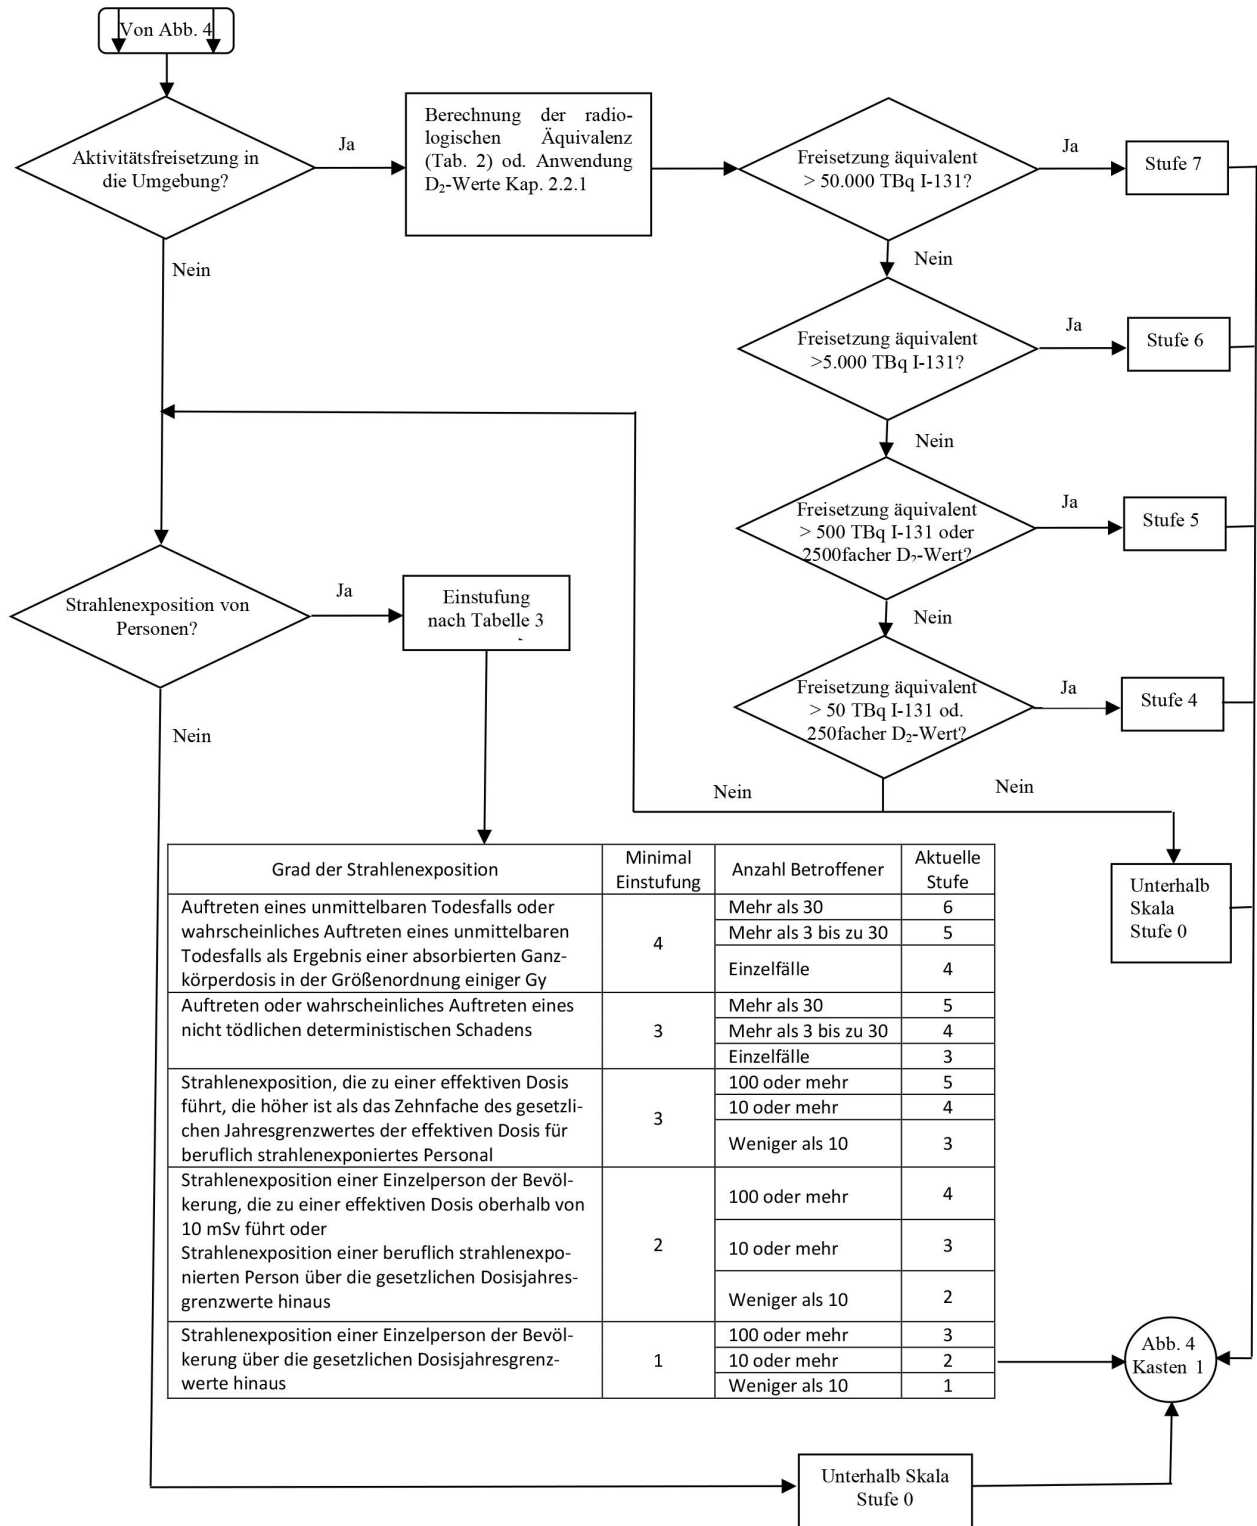 Von Abb. 4
Aktivitätsfreisetzung in
die Umgebung?
Ja
Berechnung der radio-
logischen Äquivalenz
(Tab. 2) od. Anwendung
D₂-Werte Kap. 2.2.1
Freisetzung äquivalent
> 50.000 TBq I-131?
Ja
Stufe 7
Nein
Nein
Freisetzung äquivalent
>5.000 TBq I-131?
Ja
Stufe 6
Nein
Freisetzung äquivalent
> 500 TBq I-131 oder
2500facher D₂-Wert?
Ja
Stufe 5
Nein
Strahlenexposition von
Personen?
Ja
Einstufung
nach Tabelle 3
Freisetzung äquivalent
> 50 TBq I-131 od.
250facher D₂-Wert?
Ja
Stufe 4
Nein
Nein
Nein
Unterhalb
Skala
Stufe 0
Grad der Strahlenexposition
Minimal
Einstufung
Anzahl Betroffener
Aktuelle
Stufe
Auftreten eines unmittelbaren Todesfalls oder
wahrscheinliches Auftreten eines unmittelbaren
Todesfalls als Ergebnis einer absorbierten Ganz-
körperdosis in der Größenordnung einiger Gy
4
Mehr als 30 6
Mehr als 3 bis zu 30 5
Einzelfälle 4
Auftreten oder wahrscheinliches Auftreten eines
nicht tödlichen deterministischen Schadens
3
Mehr als 30 5
Mehr als 3 bis zu 30 4
Einzelfälle 3
Strahlenexposition, die zu einer effektiven Dosis
führt, die höher ist als das Zehnfache des gesetzli-
chen Jahresgrenzwertes der effektiven Dosis für
beruflich strahlenexponiertes Personal
3
100 oder mehr 5
10 oder mehr 4
Weniger als 10 3
Strahlenexposition einer Einzelperson der Bevöl-
kerung, die zu einer effektiven Dosis oberhalb von
10 mSv führt oder
Strahlenexposition einer beruflich strahlenexpo-
nierten Person über die gesetzlichen Dosisjahres-
grenzwerte hinaus
2
100 oder mehr 4
10 oder mehr 3
Weniger als 10 2
Strahlenexposition einer Einzelperson der Bevöl-
kerung über die gesetzlichen Dosisjahresgrenz-
werte hinaus
1
100 oder mehr 3
10 oder mehr 2
Weniger als 10 1
Abb. 4
Kasten 1
Unterhalb Skala
Stufe 0